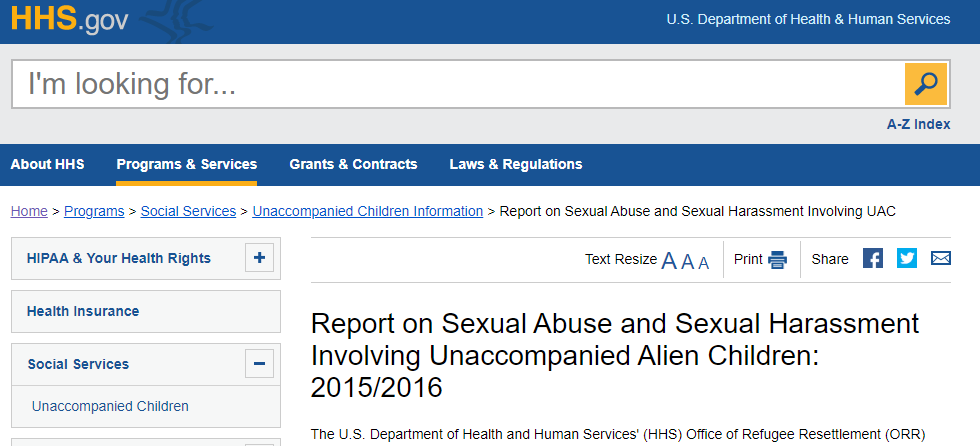 HHS.gov
U.S. Department of Health & Human Services
I'm looking for...
A-Z Index
About HHS Programs & Services Grants & Contracts Laws & Regulations
Home > Programs > Social Services > Unaccompanied Children Information > Report on Sexual Abuse and Sexual Harassment Involving UAC
HIPAA & Your Health Rights +
Health Insurance
Social Services −
Unaccompanied Children
Text Resize A A A Print Share
Report on Sexual Abuse and Sexual Harassment
Involving Unaccompanied Alien Children:
2015/2016
The U.S. Department of Health and Human Services' (HHS) Office of Refugee Resettlement (ORR)